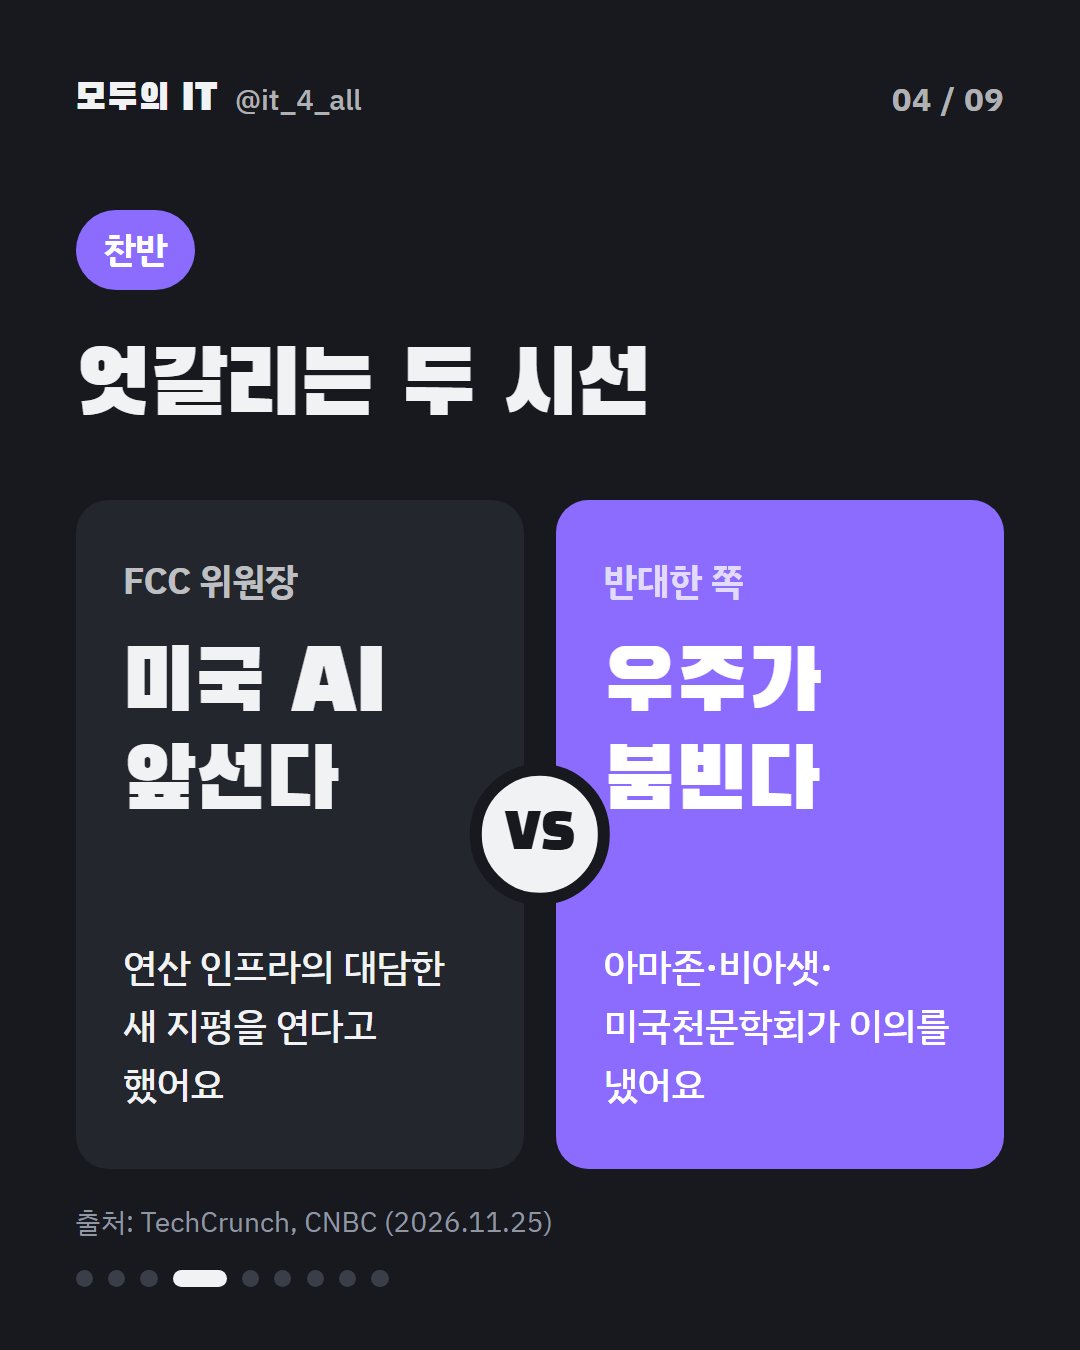 모두의 IT @it_4_all
04 / 09
찬반
엇갈리는 두 시선
FCC 위원장
미국 AI
앞선다
연산 인프라의 대담한
새 지평을 연다고
했어요
VS
반대한 쪽
우주가
붐빈다
아마존·비아샛·
미국천문학회가 이의를
냈어요
출처: TechCrunch, CNBC (2026.11.25)